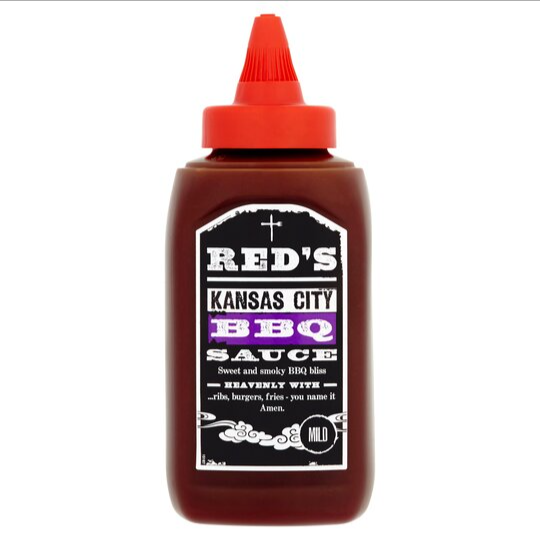 RED'S
KANSAS CITY
BBQ
SAUCE
Sweet and smoky BBQ bliss
HEAVENLY WITH
...ribs, burgers, fries - you name it
Amen.
MILD